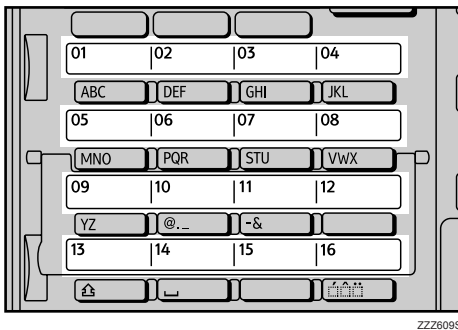 01 02 03 04
ABC DEF GHI JKL
05 06 07 08
MNO PQR STU VWX
09 10 11 12
YZ @._ -&
13 14 15 16
ÓÔÖ
ZZZ609S